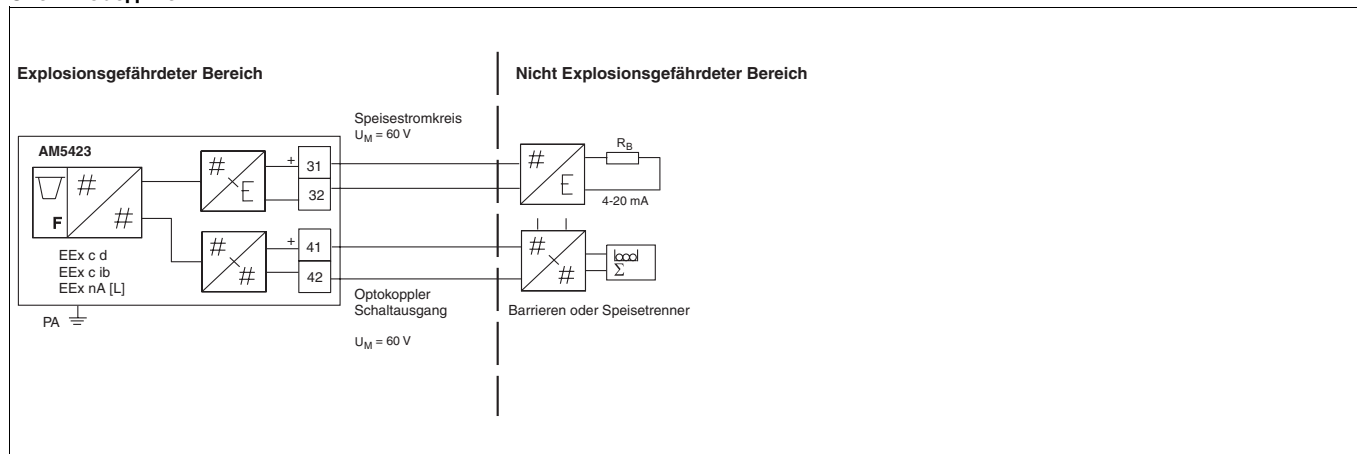 Explosionsgefährdeter Bereich
Nicht Explosionsgefährdeter Bereich
Speisestromkreis
U_M = 60 V
AM5423
F
EEx c d
EEx c ib
EEx nA [L]
PA
# #
# E
+ 31
32
# #
+ 41
42
# E
R_B
4-20 mA
# #
Σ
Optokoppler
Schaltausgang
U_M = 60 V
Barrieren oder Speisetrenner